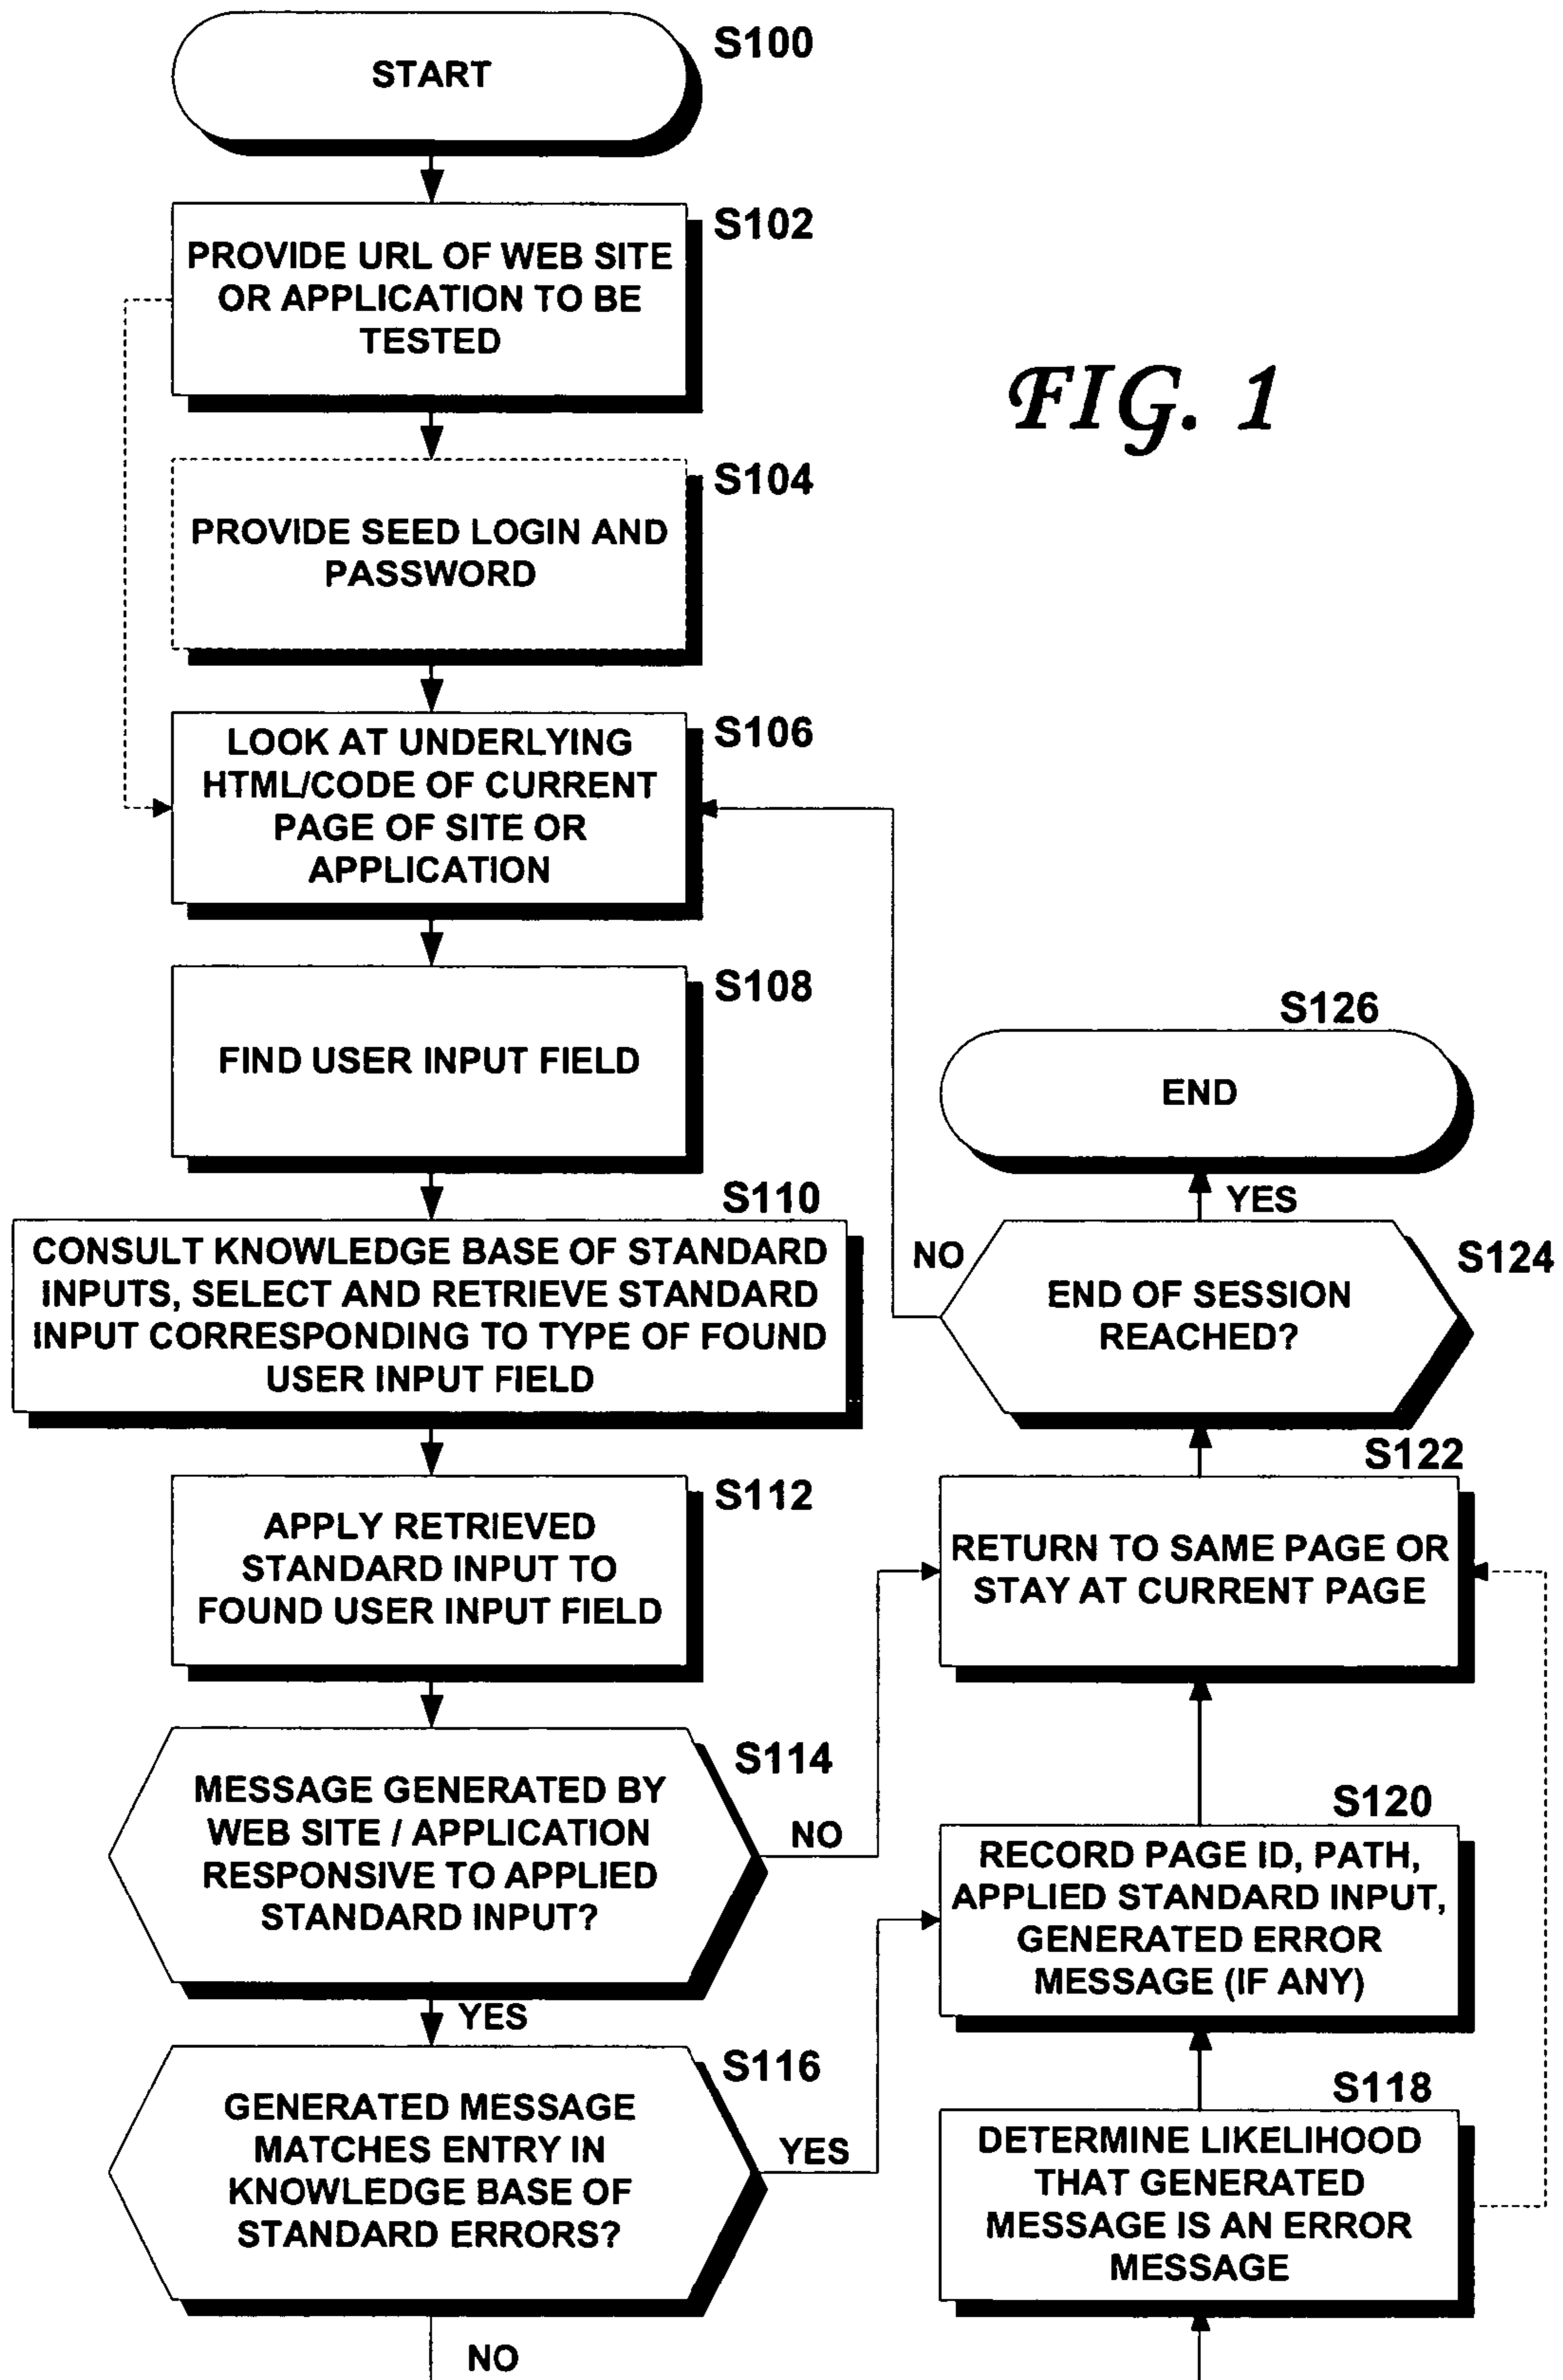 START
S100
PROVIDE URL OF WEB SITE
OR APPLICATION TO BE
TESTED
S102
FIG. 1
PROVIDE SEED LOGIN AND
PASSWORD
S104
LOOK AT UNDERLYING
HTML/CODE OF CURRENT
PAGE OF SITE OR
APPLICATION
S106
FIND USER INPUT FIELD
S108
CONSULT KNOWLEDGE BASE OF STANDARD
INPUTS, SELECT AND RETRIEVE STANDARD
INPUT CORRESPONDING TO TYPE OF FOUND
USER INPUT FIELD
S110
APPLY RETRIEVED
STANDARD INPUT TO
FOUND USER INPUT FIELD
S112
MESSAGE GENERATED BY
WEB SITE / APPLICATION
RESPONSIVE TO APPLIED
STANDARD INPUT?
S114
NO
YES
GENERATED MESSAGE
MATCHES ENTRY IN
KNOWLEDGE BASE OF
STANDARD ERRORS?
S116
YES
NO
S118
DETERMINE LIKELIHOOD
THAT GENERATED
MESSAGE IS AN ERROR
MESSAGE
S120
RECORD PAGE ID, PATH,
APPLIED STANDARD INPUT,
GENERATED ERROR
MESSAGE (IF ANY)
S122
RETURN TO SAME PAGE OR
STAY AT CURRENT PAGE
S124
END OF SESSION
REACHED?
NO
YES
S126
END